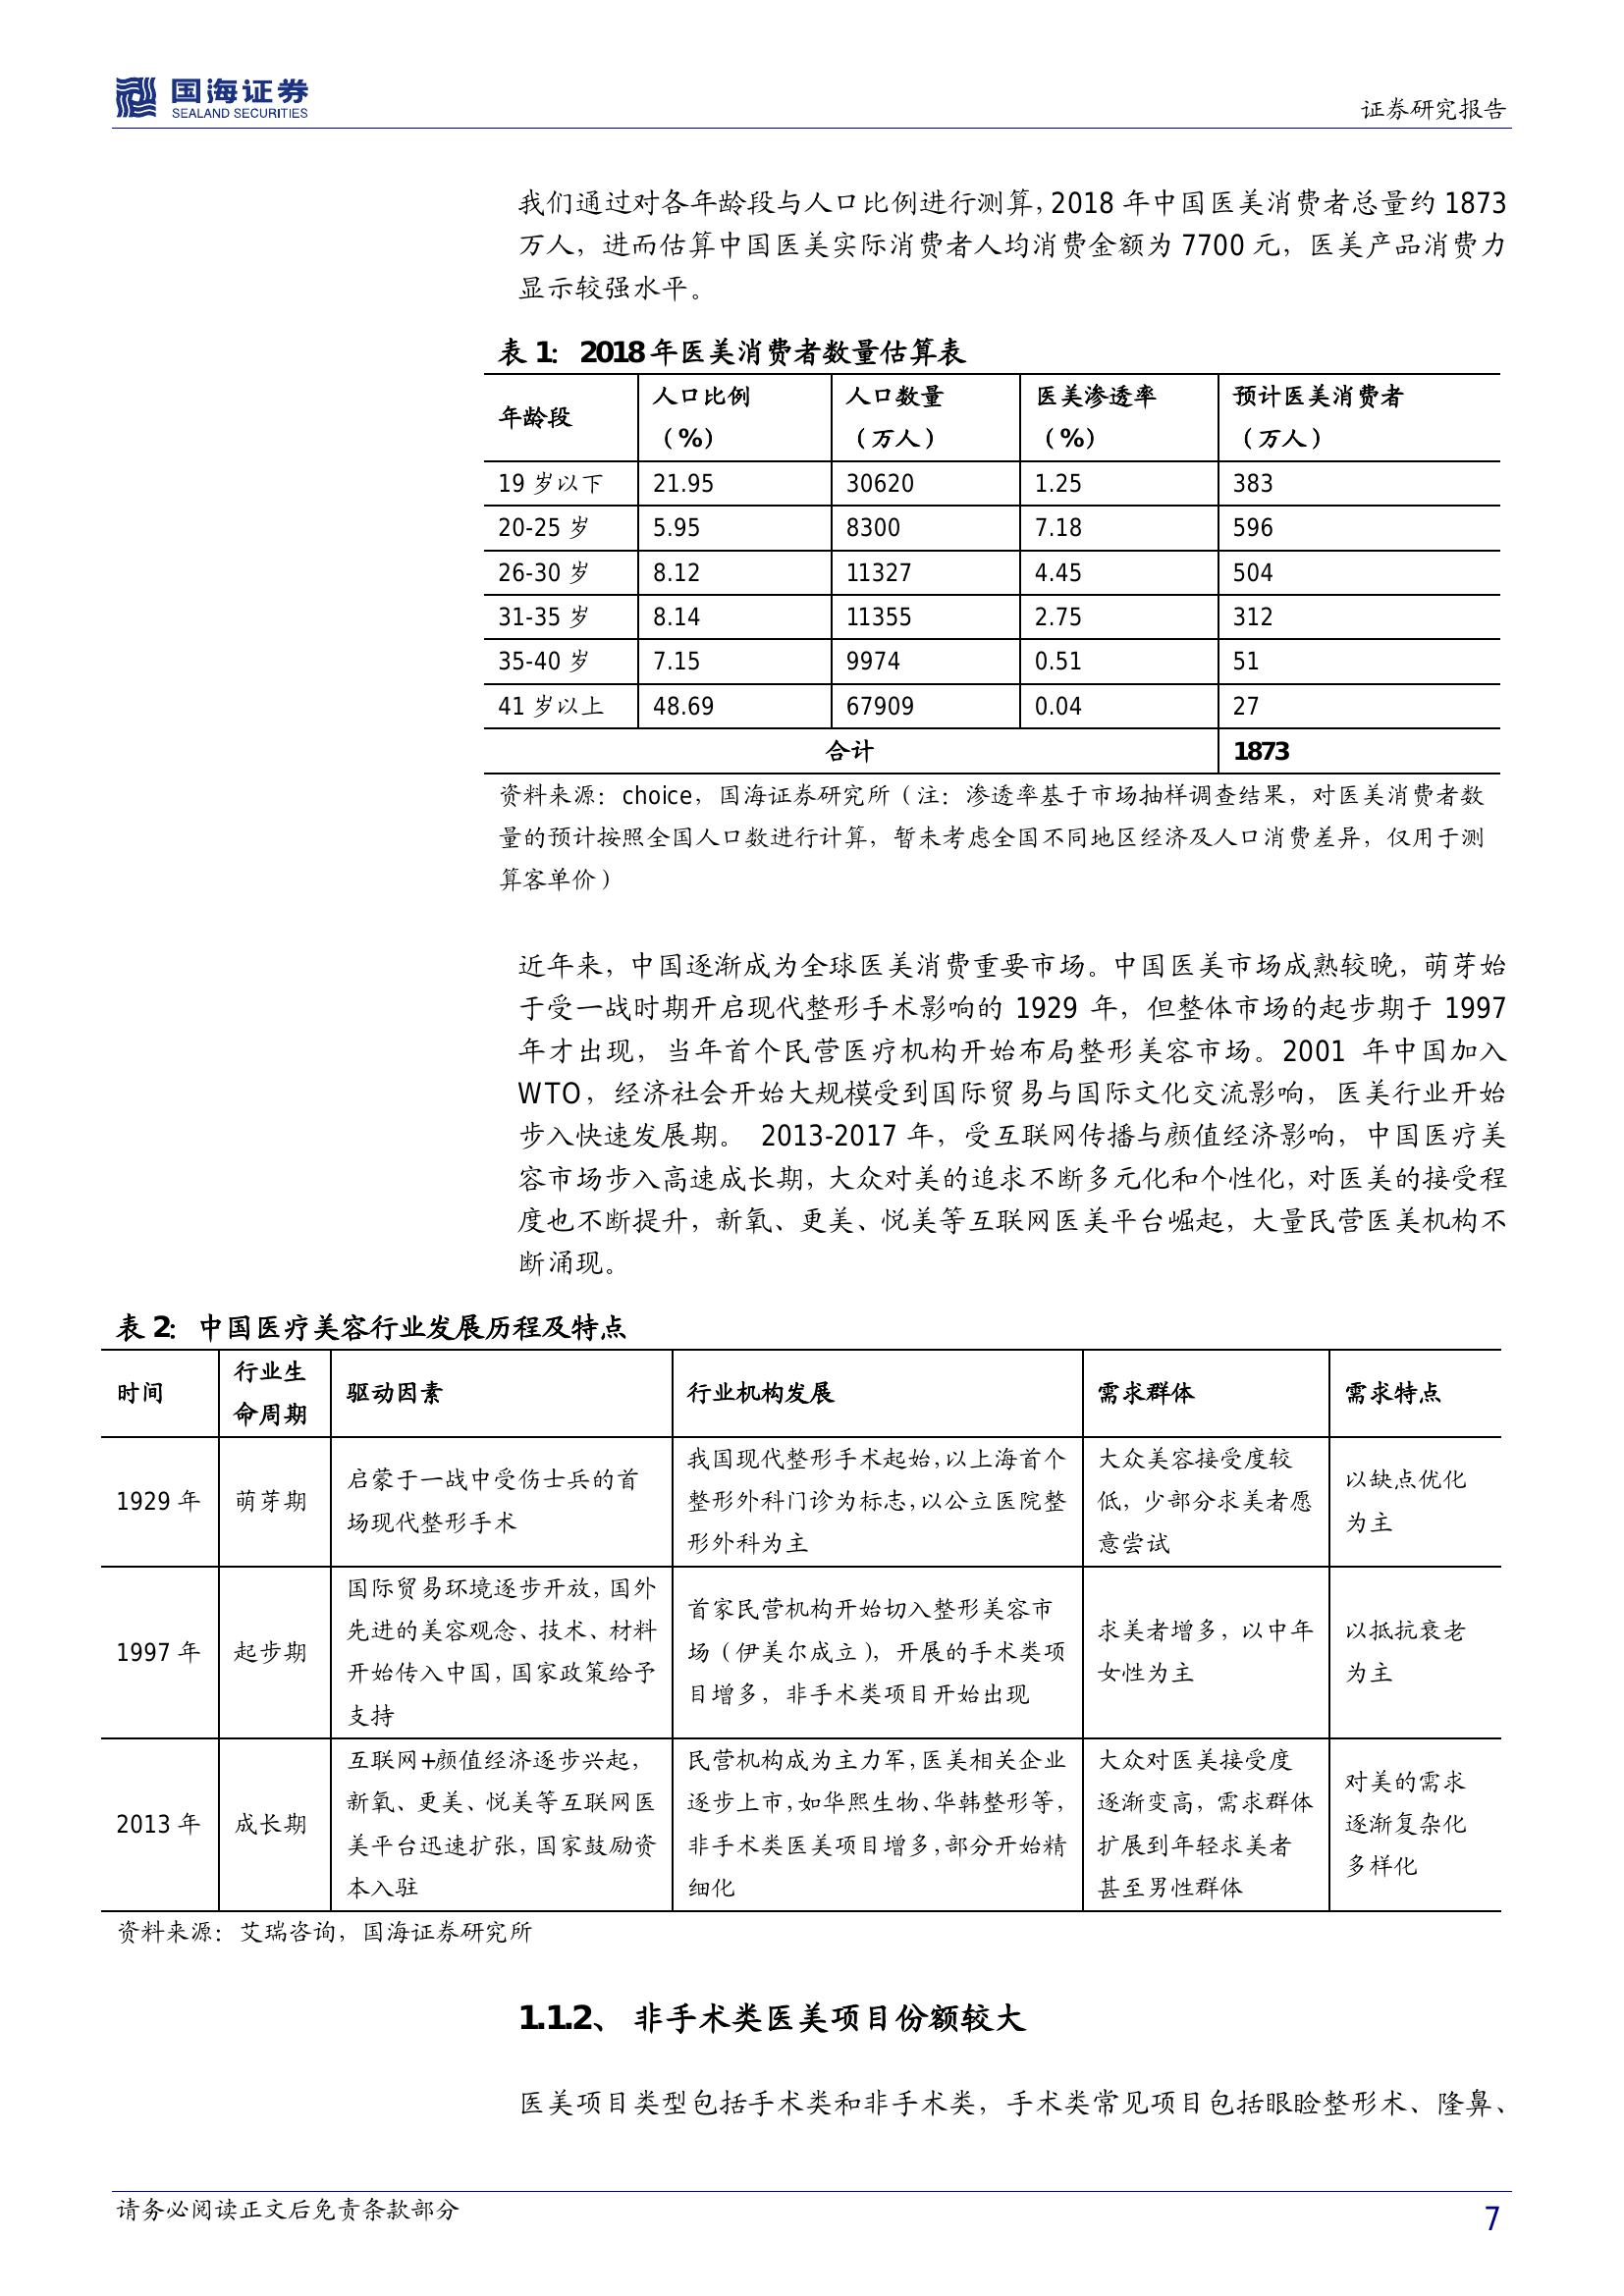 国海证券
SEALAND SECURITIES
证券研究报告
我们通过对各年龄段与人口比例进行测算，2018 年中国医美消费者总量约 1873
万人，进而估算中国医美实际消费者人均消费金额为 7700 元，医美产品消费力
显示较强水平。
表 1：2018 年医美消费者数量估算表
年龄段 人口比例（%） 人口数量（万人） 医美渗透率（%） 预计医美消费者（万人）
19 岁以下 21.95 30620 1.25 383
20-25 岁 5.95 8300 7.18 596
26-30 岁 8.12 11327 4.45 504
31-35 岁 8.14 11355 2.75 312
35-40 岁 7.15 9974 0.51 51
41 岁以上 48.69 67909 0.04 27
合计 1873
资料来源：choice，国海证券研究所（注：渗透率基于市场抽样调查结果，对医美消费者数
量的预计按照全国人口数进行计算，暂未考虑全国不同地区经济及人口消费差异，仅用于测
算客单价）
近年来，中国逐渐成为全球医美消费重要市场。中国医美市场成熟较晚，萌芽始
于受一战时期开启现代整形手术影响的 1929 年，但整体市场的起步期于 1997
年才出现，当年首个民营医疗机构开始布局整形美容市场。2001 年中国加入
WTO，经济社会开始大规模受到国际贸易与国际文化交流影响，医美行业开始
步入快速发展期。 2013-2017 年，受互联网传播与颜值经济影响，中国医疗美
容市场步入高速成长期，大众对美的追求不断多元化和个性化，对医美的接受程
度也不断提升，新氧、更美、悦美等互联网医美平台崛起，大量民营医美机构不
断涌现。
表 2：中国医疗美容行业发展历程及特点
时间
行业生
命周期
驱动因素
行业机构发展
需求群体
需求特点
1929 年
萌芽期
启蒙于一战中受伤士兵的首
场现代整形手术
我国现代整形手术起始，以上海首个
整形外科门诊为标志，以公立医院整
形外科为主
大众美容接受度较
低，少部分求美者愿
意尝试
以缺点优化
为主
1997 年
起步期
国际贸易环境逐步开放，国外
先进的美容观念、技术、材料
开始传入中国，国家政策给予
支持
首家民营机构开始切入整形美容市
场（伊美尔成立），开展的手术类项
目增多，非手术类项目开始出现
求美者增多，以中年
女性为主
以抵抗衰老
为主
2013 年
成长期
互联网+颜值经济逐步兴起，
新氧、更美、悦美等互联网医
美平台迅速扩张，国家鼓励资
本入驻
民营机构成为主力军，医美相关企业
逐步上市，如华熙生物、华韩整形等，
非手术类医美项目增多，部分开始精
细化
大众对医美接受度
逐渐变高，需求群体
扩展到年轻求美者
甚至男性群体
对美的需求
逐渐复杂化
多样化
资料来源：艾瑞咨询，国海证券研究所
1.1.2、 非手术类医美项目份额较大
医美项目类型包括手术类和非手术类，手术类常见项目包括眼睑整形术、隆鼻、
请务必阅读正文后免责条款部分
7